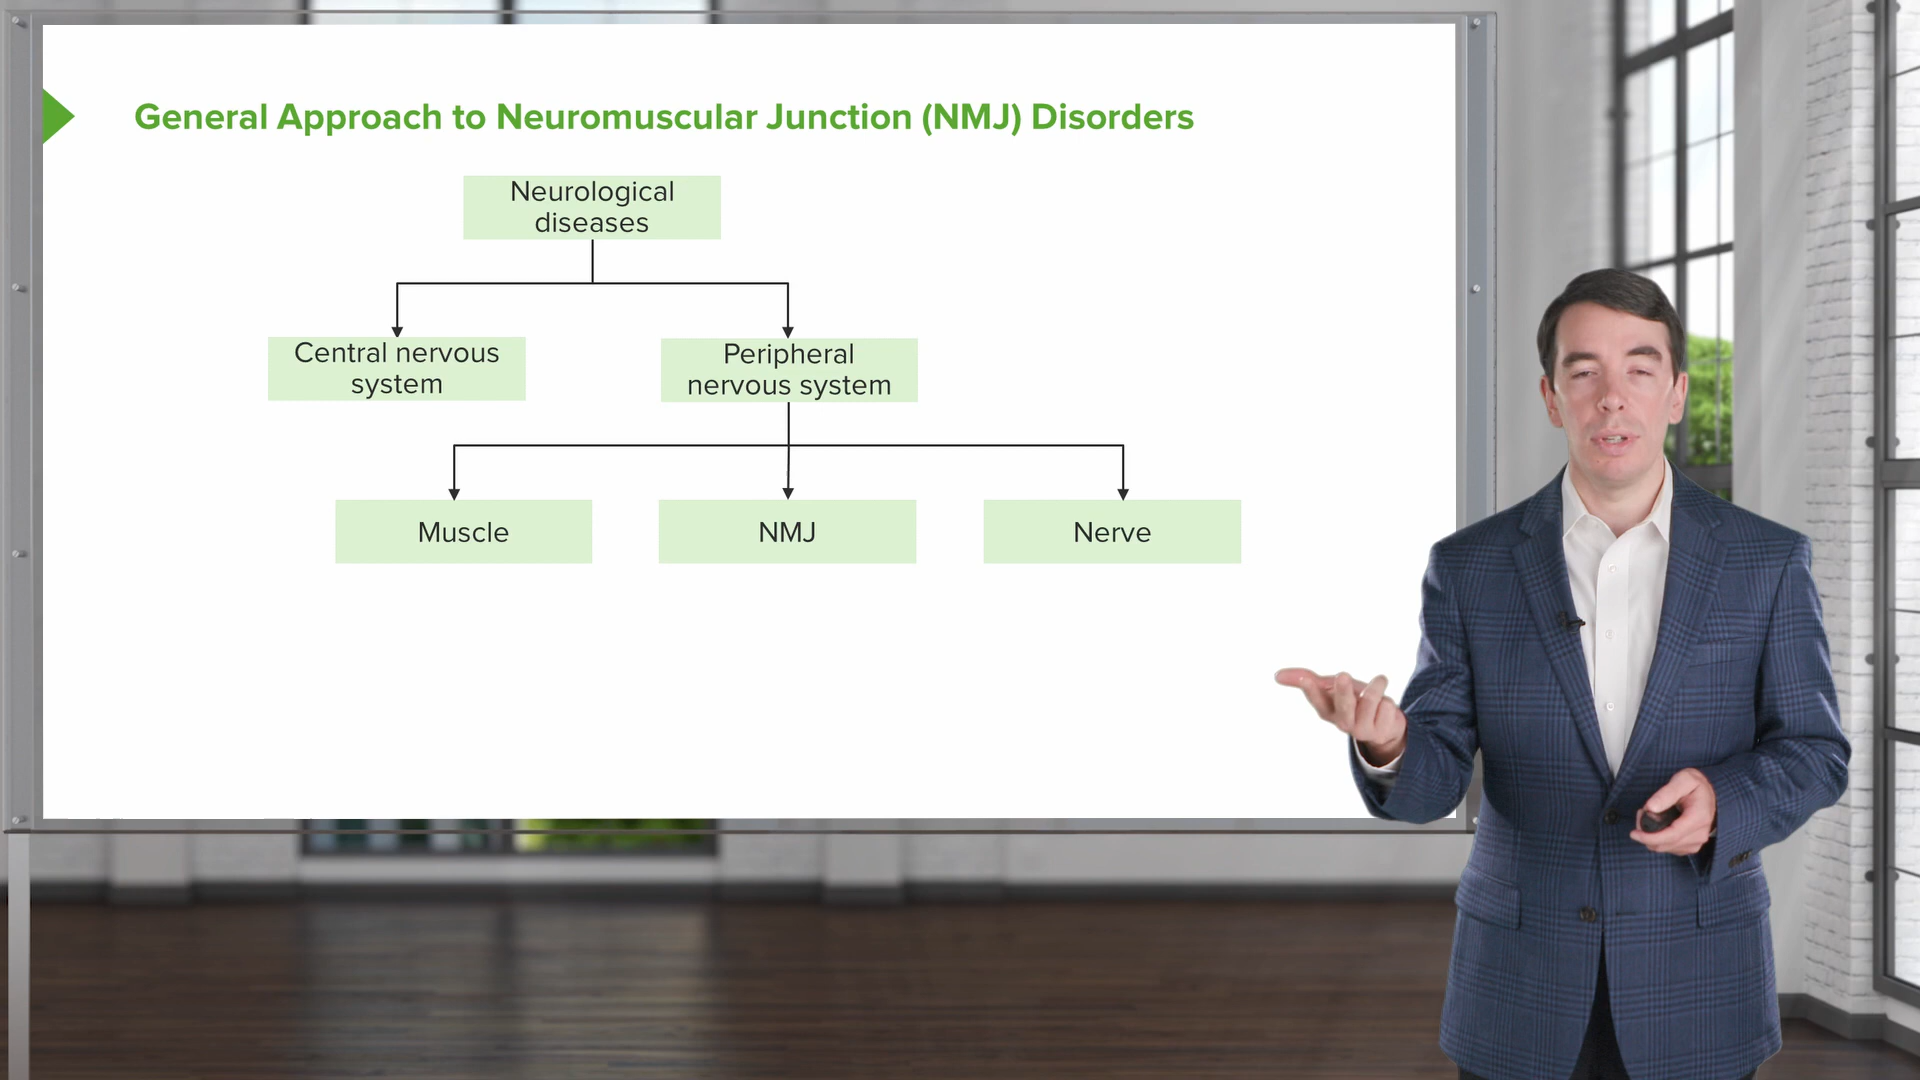 General Approach to Neuromuscular Junction (NMJ) Disorders
Neurological
diseases
Central nervous
system
Peripheral
nervous system
Muscle
NMJ
Nerve